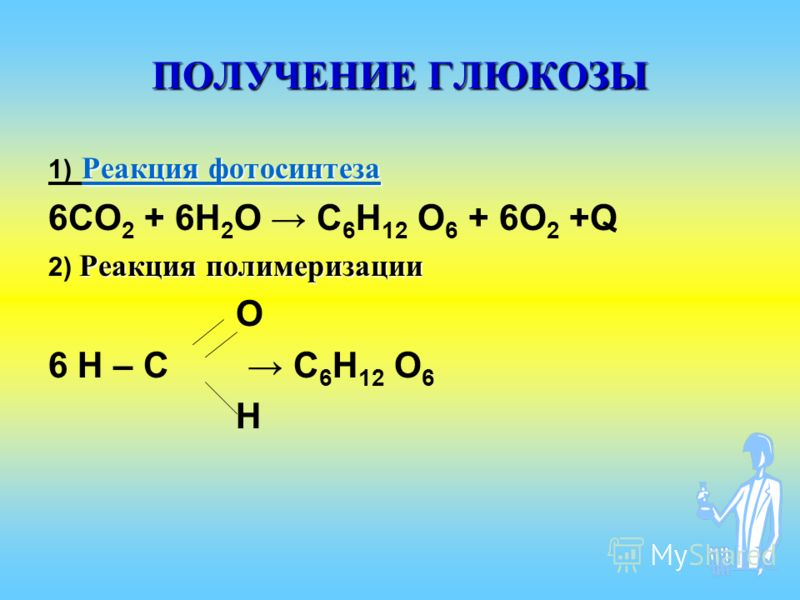 ПОЛУЧЕНИЕ ГЛЮКОЗЫ
1) Реакция фотосинтеза
6CO₂ + 6H₂O → C₆H₁₂ O₆ + 6O₂ +Q
2) Реакция полимеризации
O
6 H – C → C₆H₁₂ O₆
H
MyShared